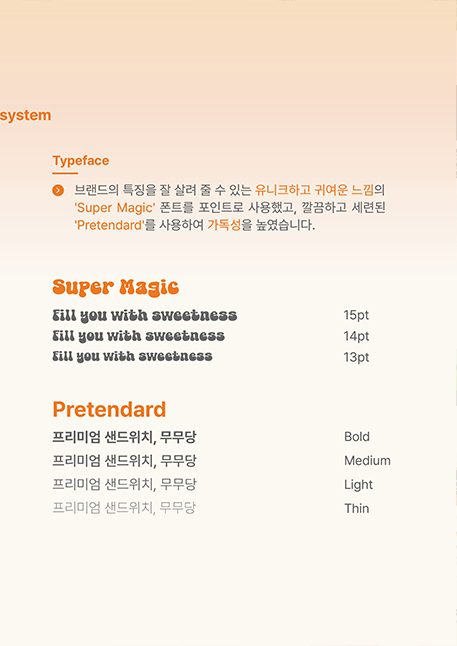 system
Typeface
브랜드의 특징을 잘 살려 줄 수 있는 유니크하고 귀여운 느낌의
'Super Magic' 폰트를 포인트로 사용했고, 깔끔하고 세련된
'Pretendard'를 사용하여 가독성을 높였습니다.
Super Magic
Fill you with sweetness 15pt
Fill you with sweetness 14pt
Fill you with sweetness 13pt
Pretendard
프리미엄 샌드위치, 무무당 Bold
프리미엄 샌드위치, 무무당 Medium
프리미엄 샌드위치, 무무당 Light
프리미엄 샌드위치, 무무당 Thin